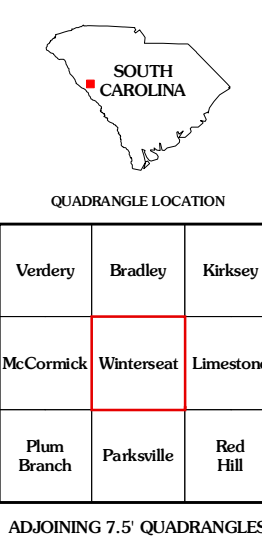 SOUTH
CAROLINA
QUADRANGLE LOCATION
Verdery Bradley Kirksey
McCormick Winterseat Limestone
Plum
Branch
Parksville
Red
Hill
ADJOINING 7.5' QUADRANGLES